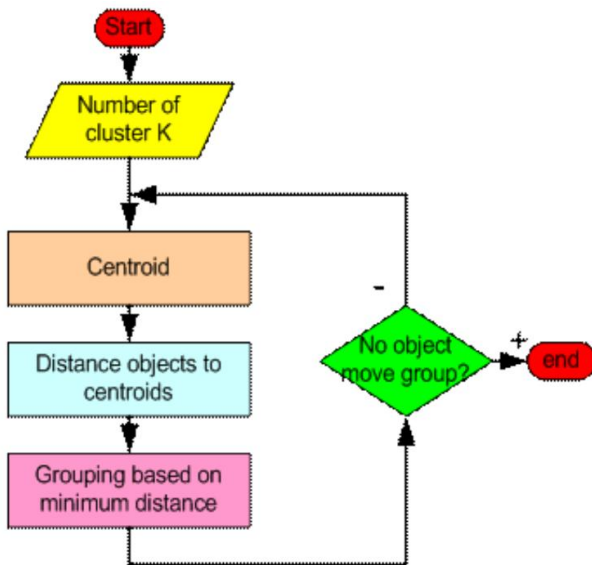 Start
Number of
cluster K
Centroid
Distance objects to
centroids
Grouping based on
minimum distance
-
No object
move group?
+
end